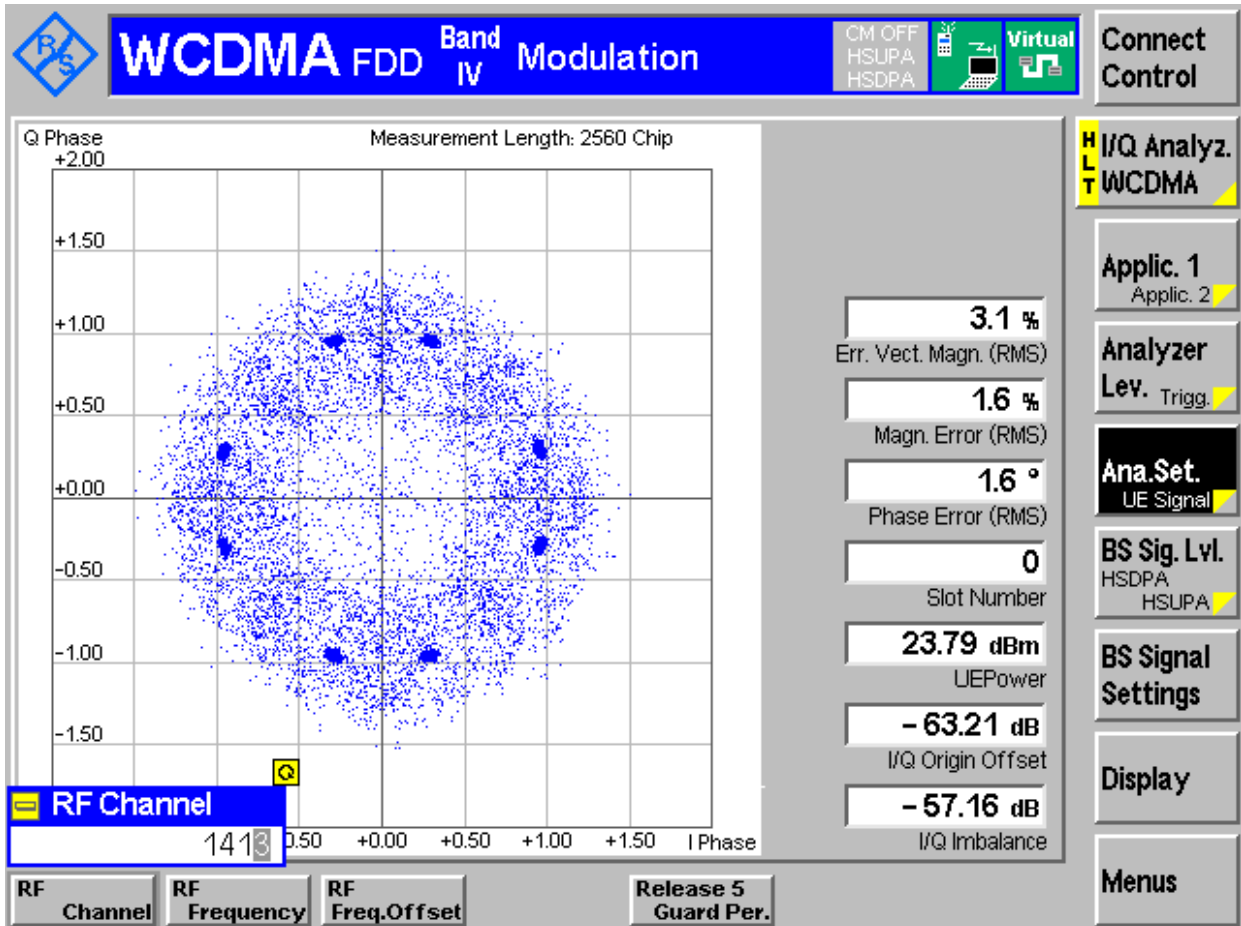 R/S
WCDMA FDD Band IV Modulation
CM OFF
HSUPA
HSDPA
Virtual
Connect
Control
Q Phase
Measurement Length: 2560 Chip
+2.00
+1.50
+1.00
+0.50
+0.00
-0.50
-1.00
-1.50
Q
0.50 +0.00 +0.50 +1.00 +1.50 I Phase
RF Channel
1413
3.1 %
Err. Vect. Magn. (RMS)
1.6 %
Magn. Error (RMS)
1.6 °
Phase Error (RMS)
0
Slot Number
23.79 dBm
UEPower
-63.21 dB
I/Q Origin Offset
-57.16 dB
I/Q Imbalance
HLT
I/Q Analyz.
WCDMA
Applic. 1
Applic. 2
Analyzer
Lev. Trigg.
Ana.Set.
UE Signal
BS Sig. Lvl.
HSDPA
HSUPA
BS Signal
Settings
Display
Menus
RF
Channel
RF
Frequency
RF
Freq.Offset
Release 5
Guard Per.